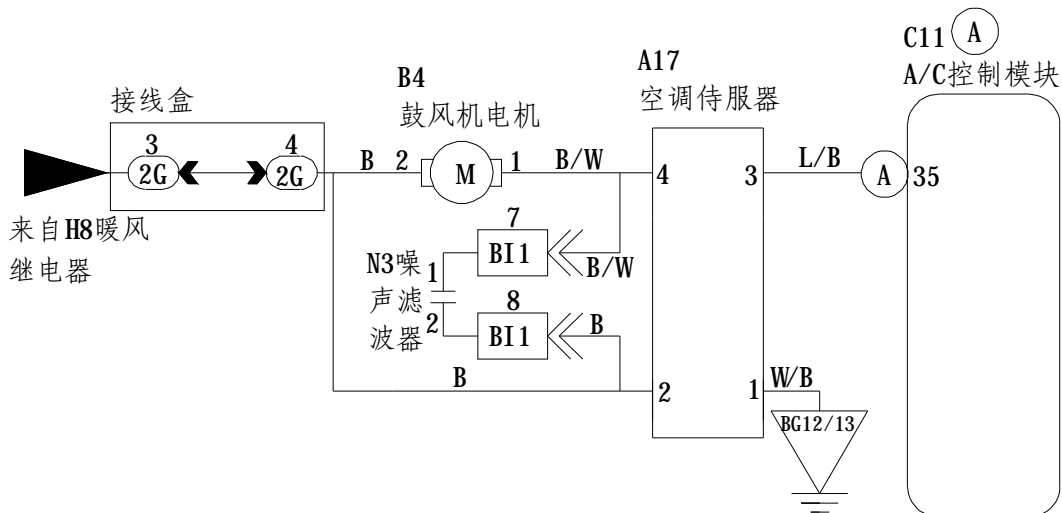 C11 A
A/C控制模块
A17
空调侍服器
B4
鼓风机电机
接线盒
3
2G
4
2G
B
2
M
1
B/W
4
3
L/B
A
35
来自H8暖风
继电器
7
BI1
B/W
N3噪
声滤
波器
1
2
8
BI1
B
B
2
1
W/B
BG12/13